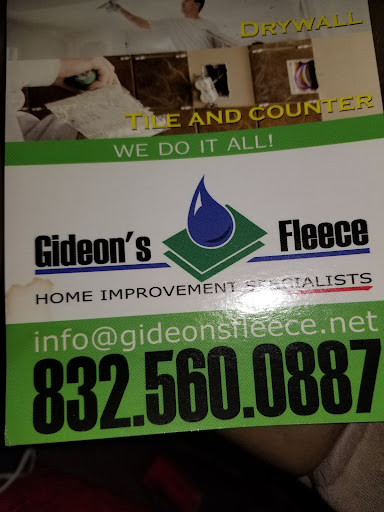 DRYWALL
TILE AND COUNTER
WE DO IT ALL!
Gideon's Fleece
HOME IMPROVEMENT SPECIALISTS
info@gideonsfleece.net
832.560.0887